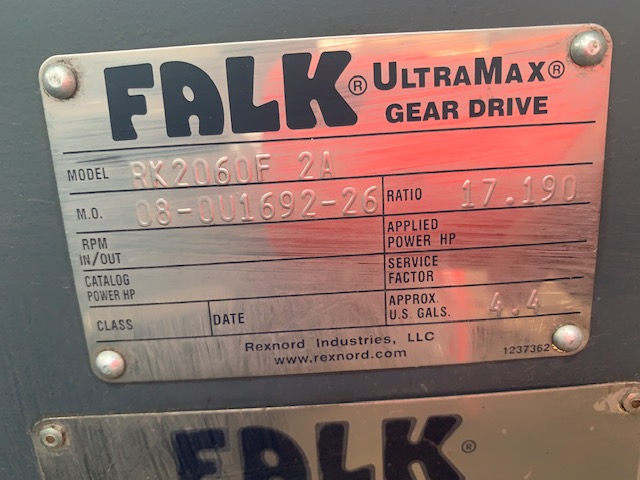 FALK® ULTRAMAX®
GEAR DRIVE
MODEL RK2060F 2A
M.O. 08-0U1692-26 RATIO 17.190
RPM IN/OUT APPLIED POWER HP
CATALOG POWER HP SERVICE FACTOR
CLASS DATE APPROX. U.S. GALS. 4.4
Rexnord Industries, LLC
www.rexnord.com 1237362
FALK®